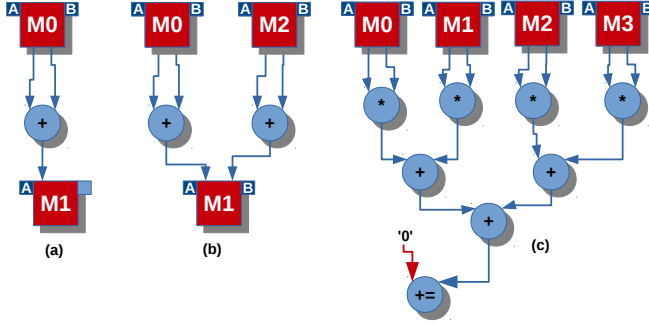 A B A B A B A B A B A B A B
M0 M0 M2 M0 M1 M2 M3
* * * *
+ + +
+ +
A A B
M1 M1
+
(a) (b) '0' (c)
+=